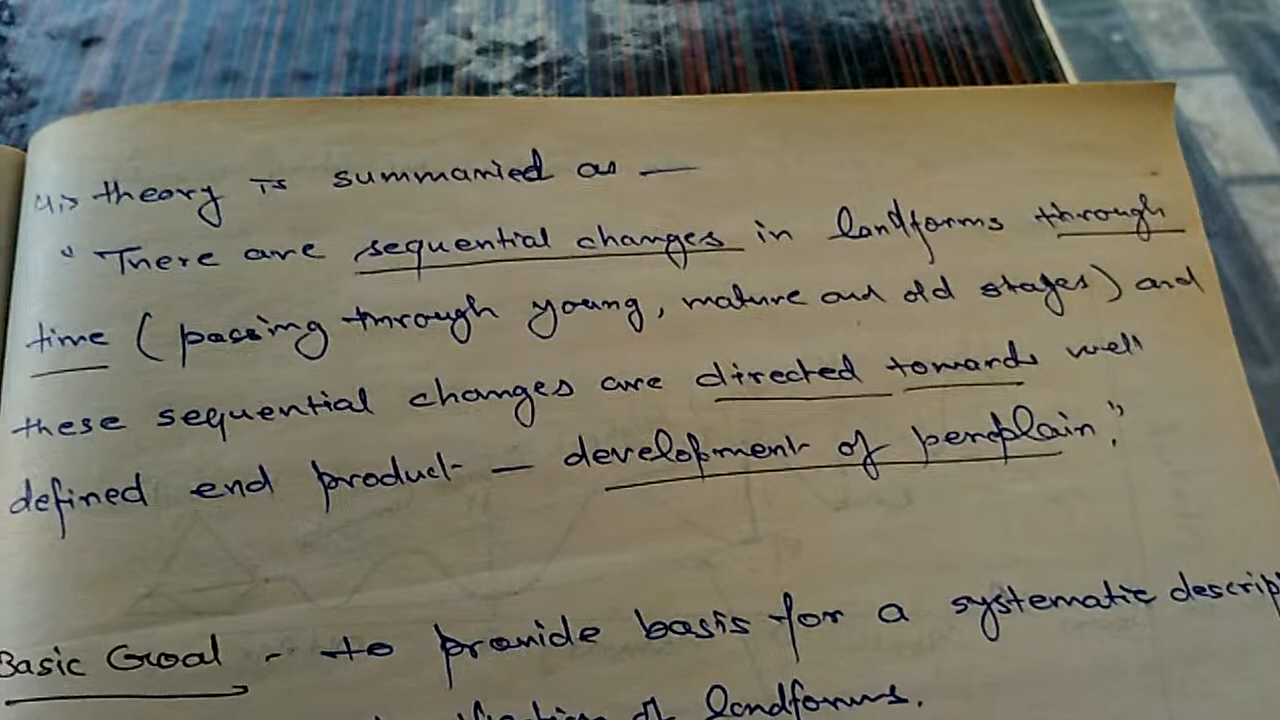 His theory is summaried as —
" There are sequential changes in landforms through
time (passing through young, mature and old stages) and
these sequential changes are directed towards well
defined end product — development of peneplain."
Basic Goal - to provide basis for a systematic descrip
of landforms.